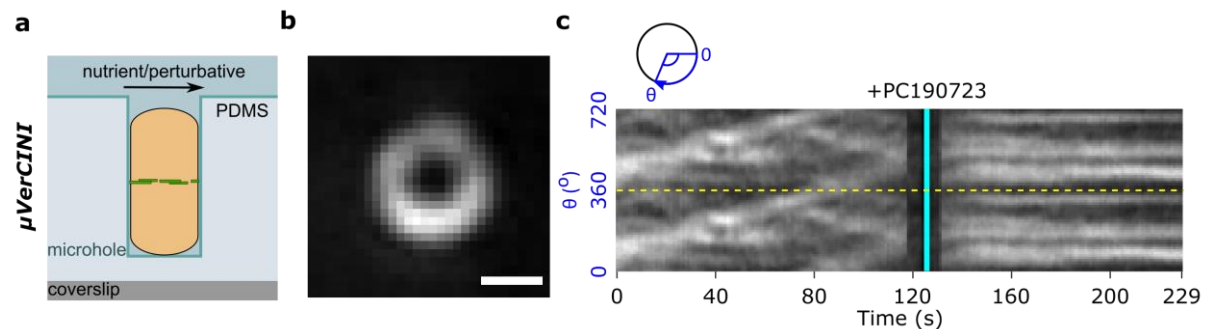 a
μVerCINI
nutrient/perturbative
PDMS
microhole
coverslip
b
c
0
θ
+PC190723
720
360
0
θ (°)
0 40 80 120 160 200 229
Time (s)